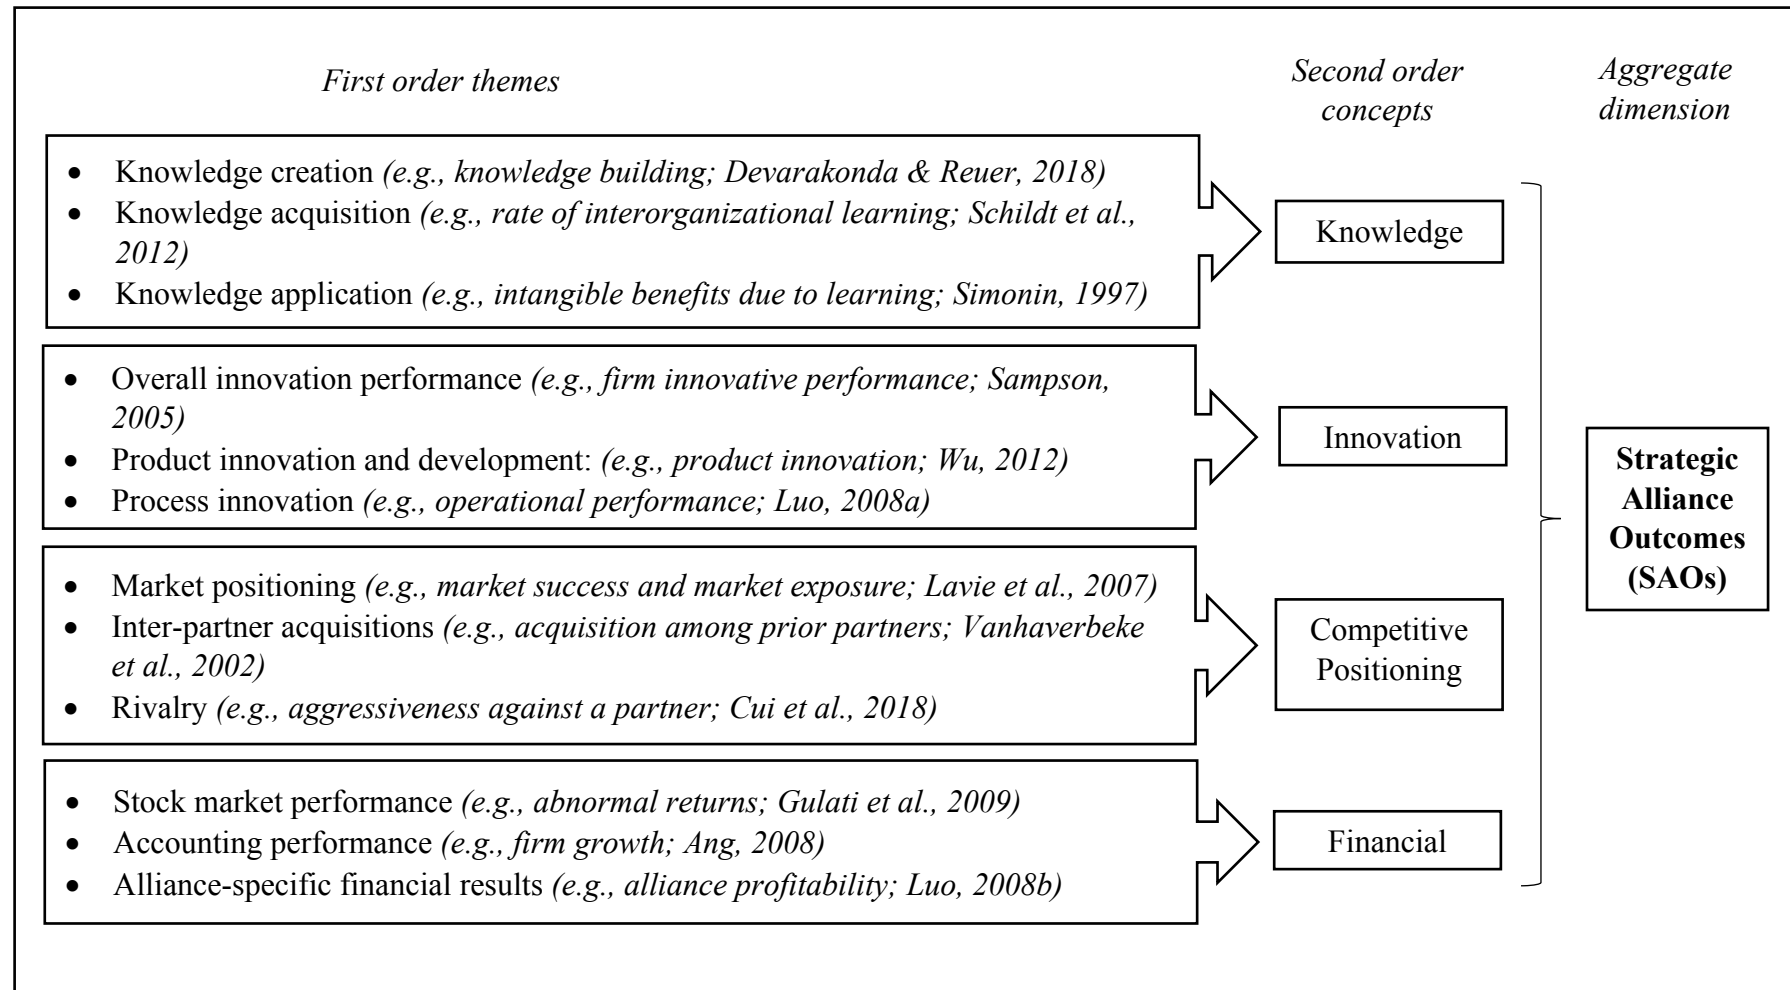 First order themes
Second order
concepts
Aggregate
dimension
• Knowledge creation (e.g., knowledge building; Devarakonda & Reuer, 2018)
• Knowledge acquisition (e.g., rate of interorganizational learning; Schildt et al.,
2012)
• Knowledge application (e.g., intangible benefits due to learning; Simonin, 1997)
Knowledge
• Overall innovation performance (e.g., firm innovative performance; Sampson,
2005)
• Product innovation and development: (e.g., product innovation; Wu, 2012)
• Process innovation (e.g., operational performance; Luo, 2008a)
Innovation
• Market positioning (e.g., market success and market exposure; Lavie et al., 2007)
• Inter-partner acquisitions (e.g., acquisition among prior partners; Vanhaverbeke
et al., 2002)
• Rivalry (e.g., aggressiveness against a partner; Cui et al., 2018)
Competitive
Positioning
• Stock market performance (e.g., abnormal returns; Gulati et al., 2009)
• Accounting performance (e.g., firm growth; Ang, 2008)
• Alliance-specific financial results (e.g., alliance profitability; Luo, 2008b)
Financial
Strategic
Alliance
Outcomes
(SAOs)